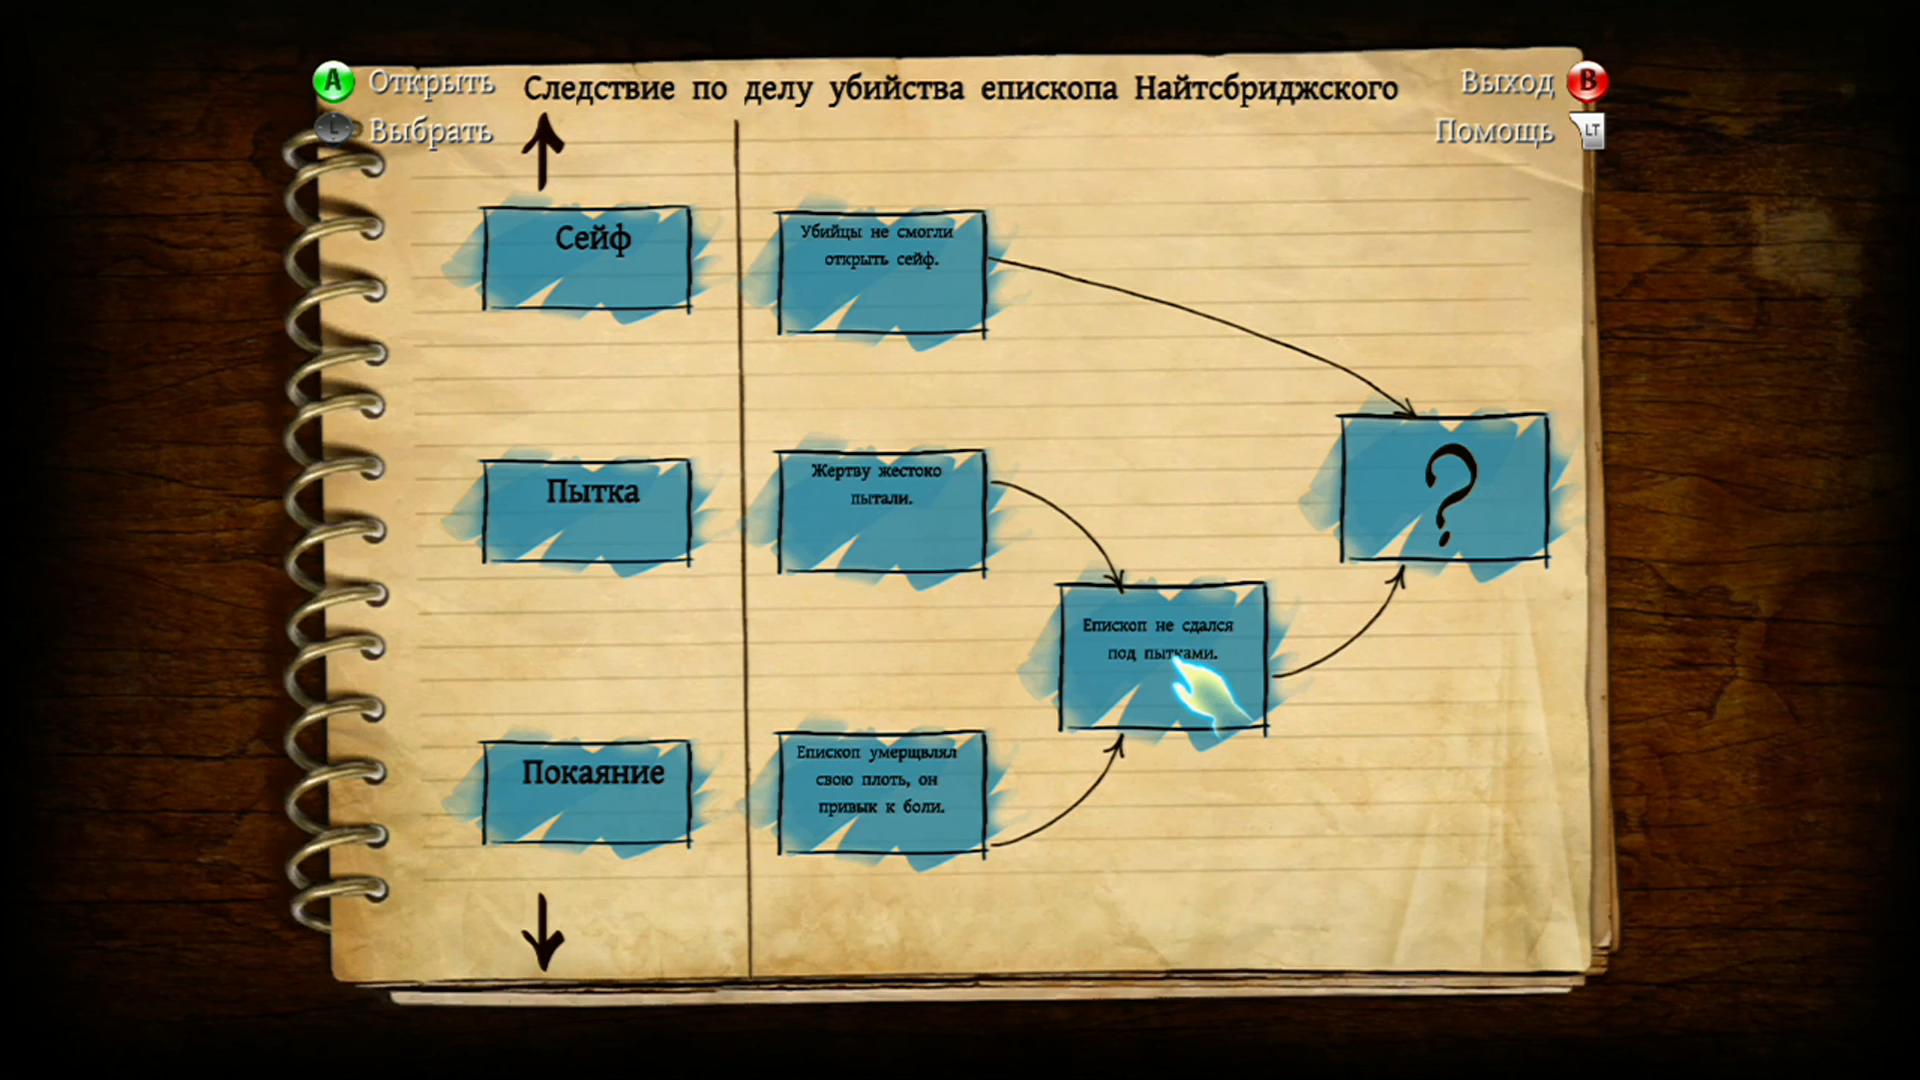 A Открыть
L Выбрать
Следствие по делу убийства епископа Найтсбриджского
Выход B
Помощь LT
Сейф
Убийцы не смогли
открыть сейф.
Пытка
Жертву жестоко
пытали.
?
Епископ не сдался
под пытками.
Покаяние
Епископ умерщвлял
свою плоть, он
привык к боли.